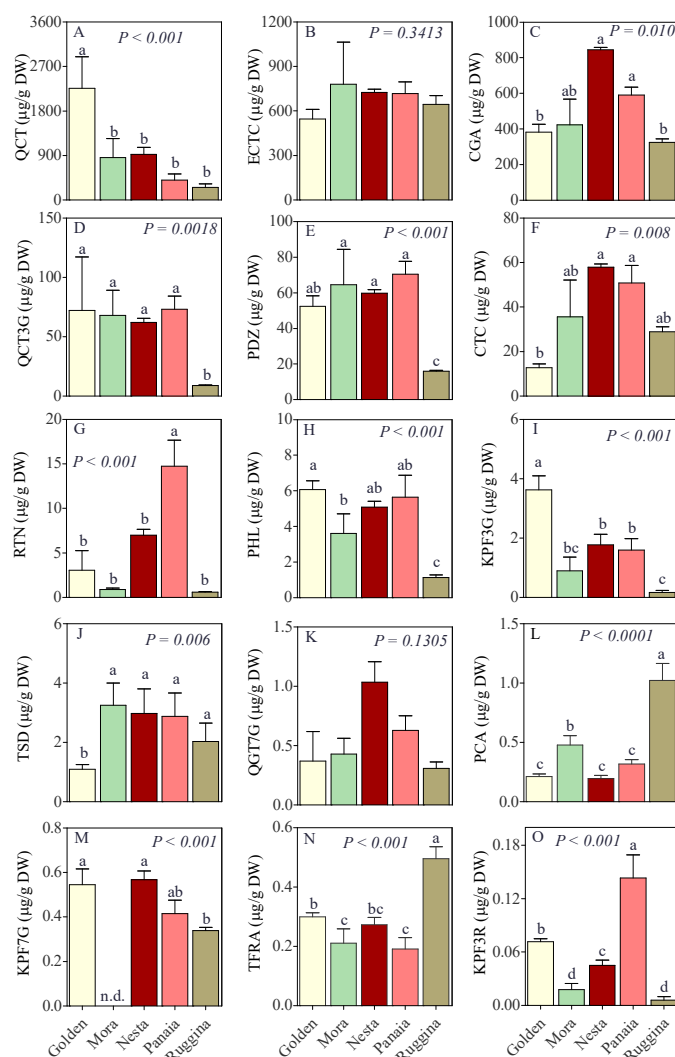 A
P < 0.001
a
b
b
b
b
3600
2700
1800
900
0
QCT (µg/g DW)
B
P = 0.3413
1200
900
600
300
0
ECTC (µg/g DW)
C
P = 0.010
a
a
ab
b
b
1000
800
600
400
200
0
CGA (µg/g DW)
D
P = 0.0018
a
a
a
a
b
150
100
50
0
QCT3G (µg/g DW)
E
P < 0.001
ab
a
a
a
c
100
80
60
40
20
0
PDZ (µg/g DW)
F
P = 0.008
b
ab
a
a
ab
80
60
40
20
0
CTC (µg/g DW)
G
P < 0.001
b
b
b
a
b
20
15
10
5
0
RTN (µg/g DW)
H
P < 0.001
a
b
ab
ab
c
8
6
4
2
0
PHL (µg/g DW)
I
P < 0.001
a
bc
b
b
c
6
4
2
0
KPF3G (µg/g DW)
J
P = 0.006
b
a
a
a
a
6
4
2
0
TSD (µg/g DW)
K
P = 0.1305
1.5
1.0
0.5
0.0
QGT7G (µg/g DW)
L
P < 0.0001
c
b
c
c
a
1.5
1.0
0.5
0.0
PCA (µg/g DW)
M
P < 0.001
a
n.d.
a
ab
b
0.8
0.6
0.4
0.2
0.0
KPF7G (µg/g DW)
Golden
Mora
Nesta
Panaia
Ruggina
N
P < 0.001
b
c
bc
c
a
0.6
0.4
0.2
0.0
TFRA (µg/g DW)
Golden
Mora
Nesta
Panaia
Ruggina
O
P < 0.001
b
d
c
a
d
0.18
0.12
0.06
0.00
KPF3R (µg/g DW)
Golden
Mora
Nesta
Panaia
Ruggina